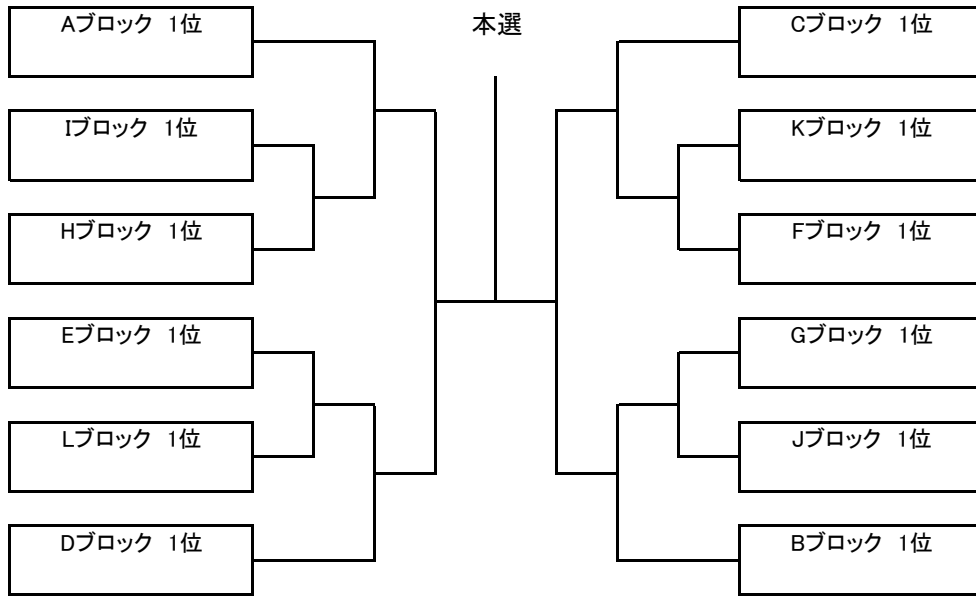 本選
Aブロック 1位
Iブロック 1位
Hブロック 1位
Eブロック 1位
Lブロック 1位
Dブロック 1位
Cブロック 1位
Kブロック 1位
Fブロック 1位
Gブロック 1位
Jブロック 1位
Bブロック 1位